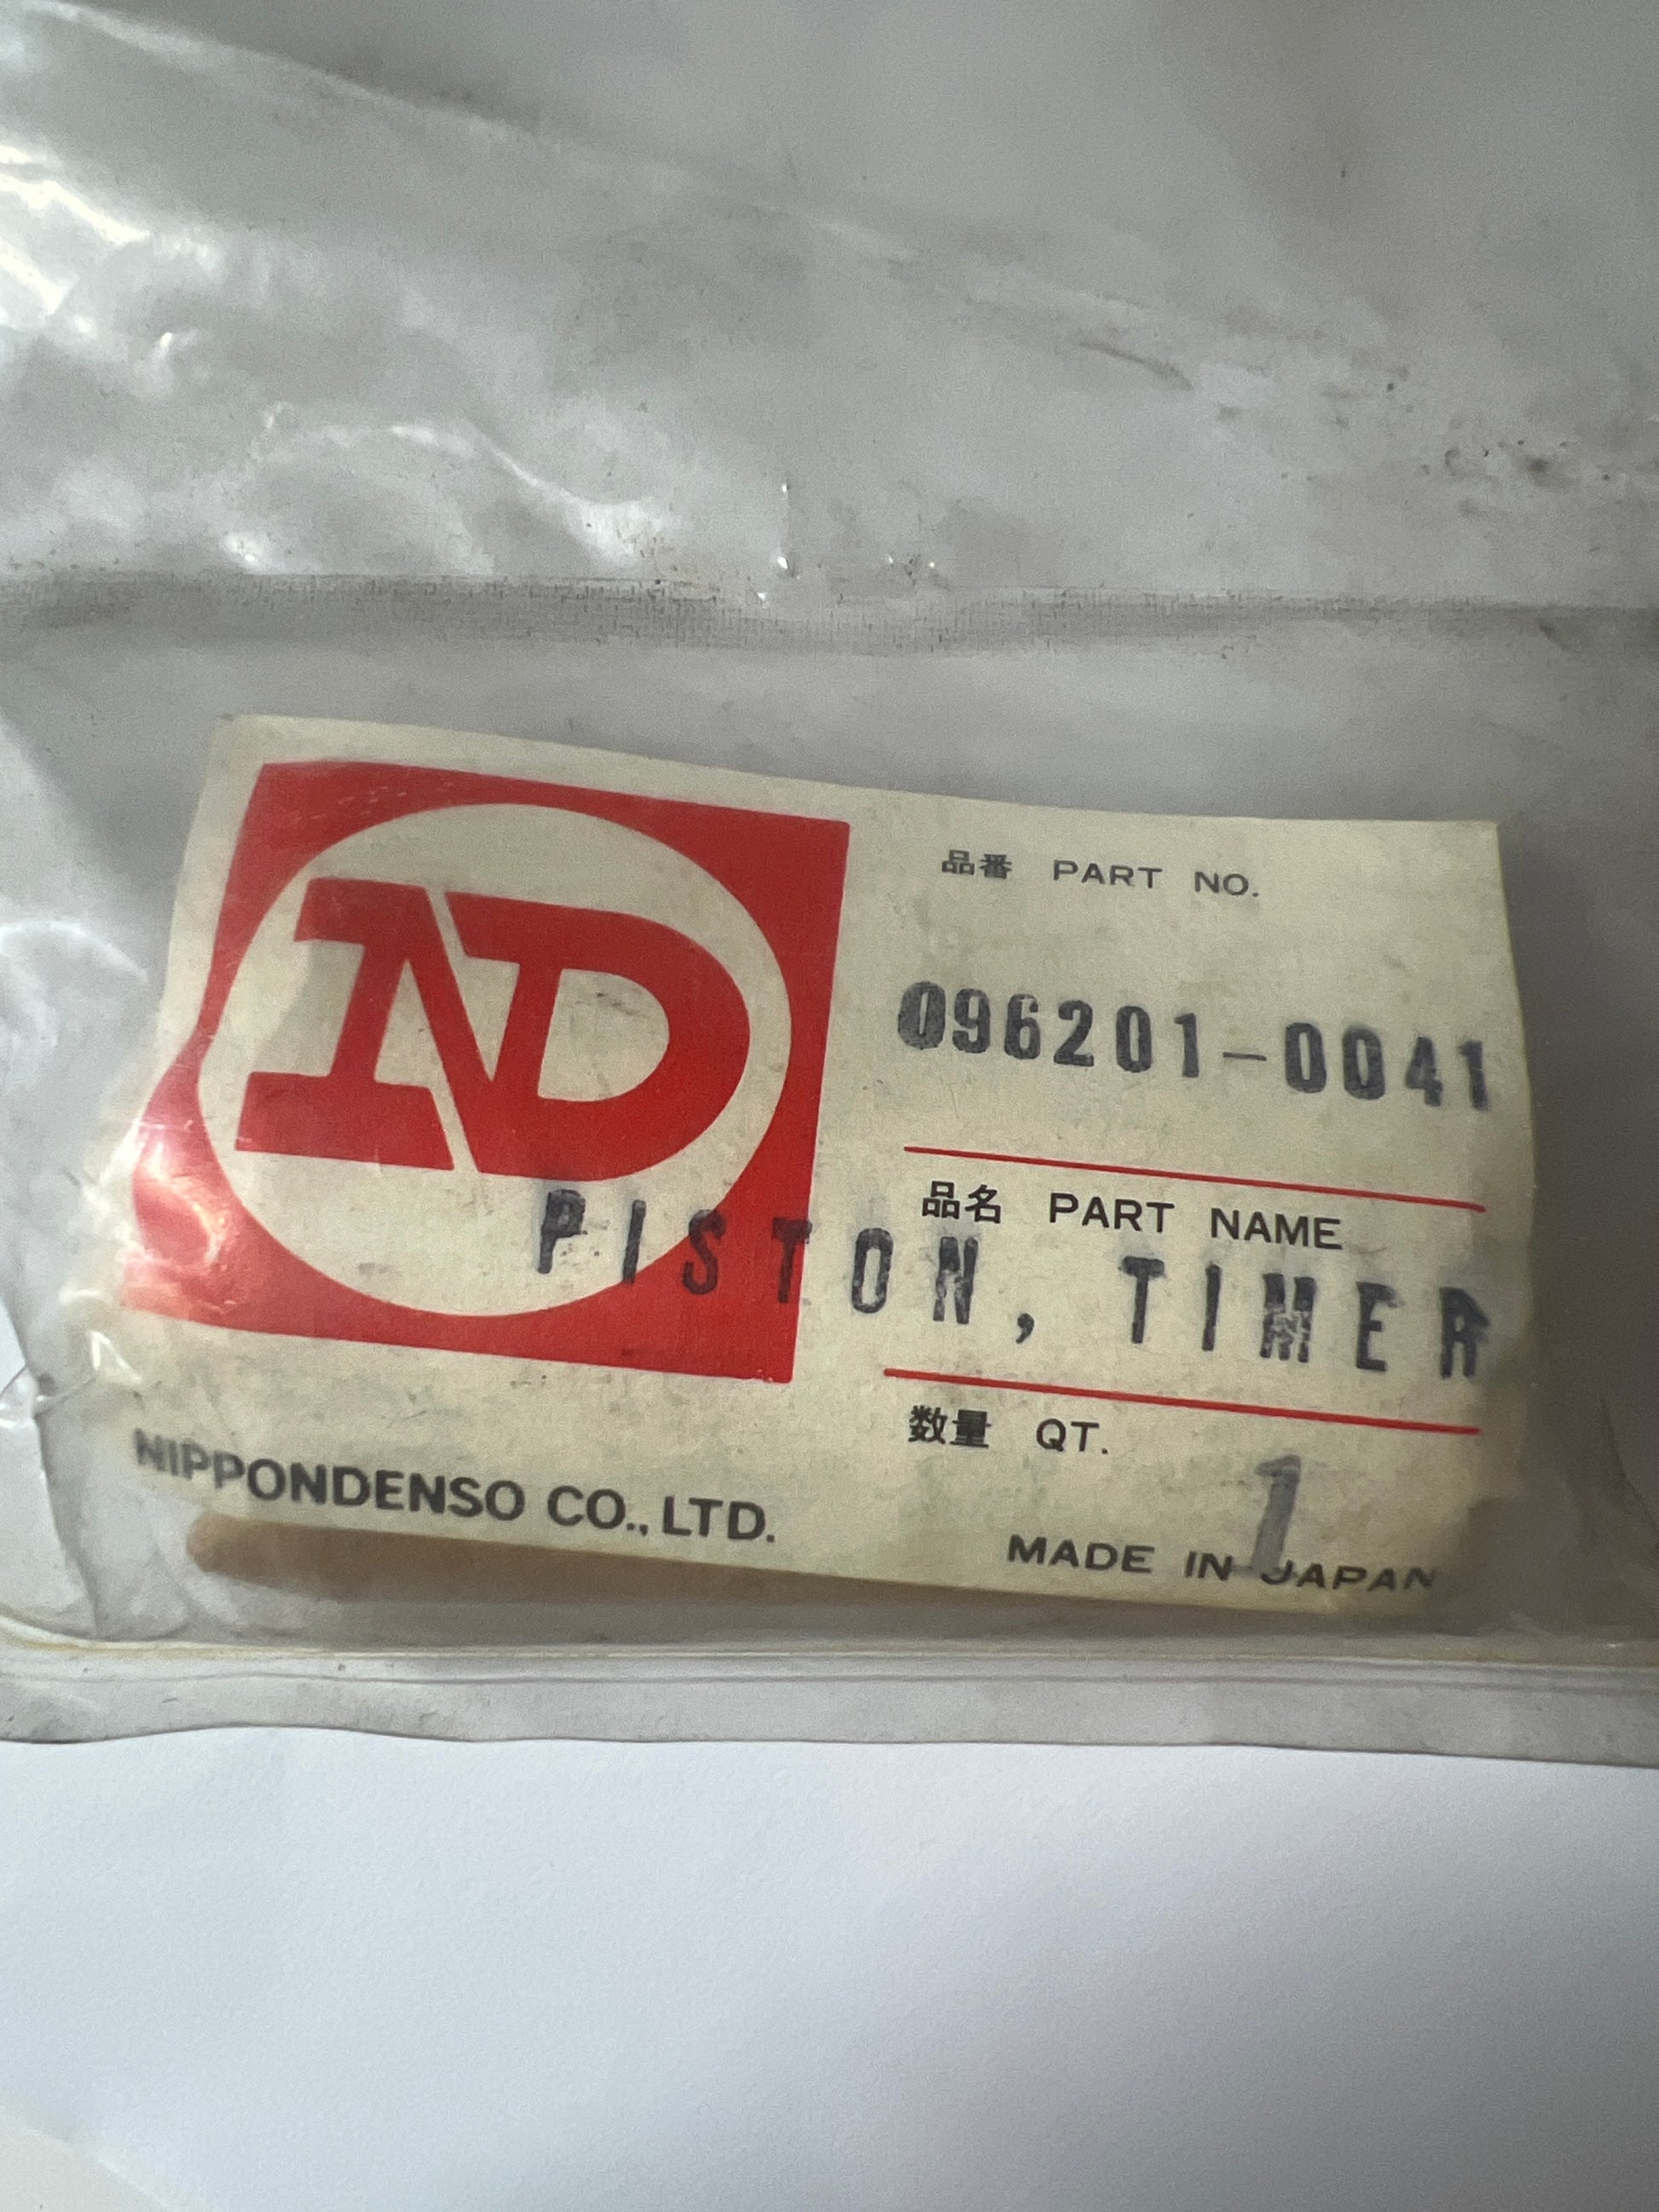 ND
品番 PART NO.
096201-0041
品名 PART NAME
PISTON, TIMER
数量 QT.
1
NIPPONDENSO CO., LTD.
MADE IN JAPAN